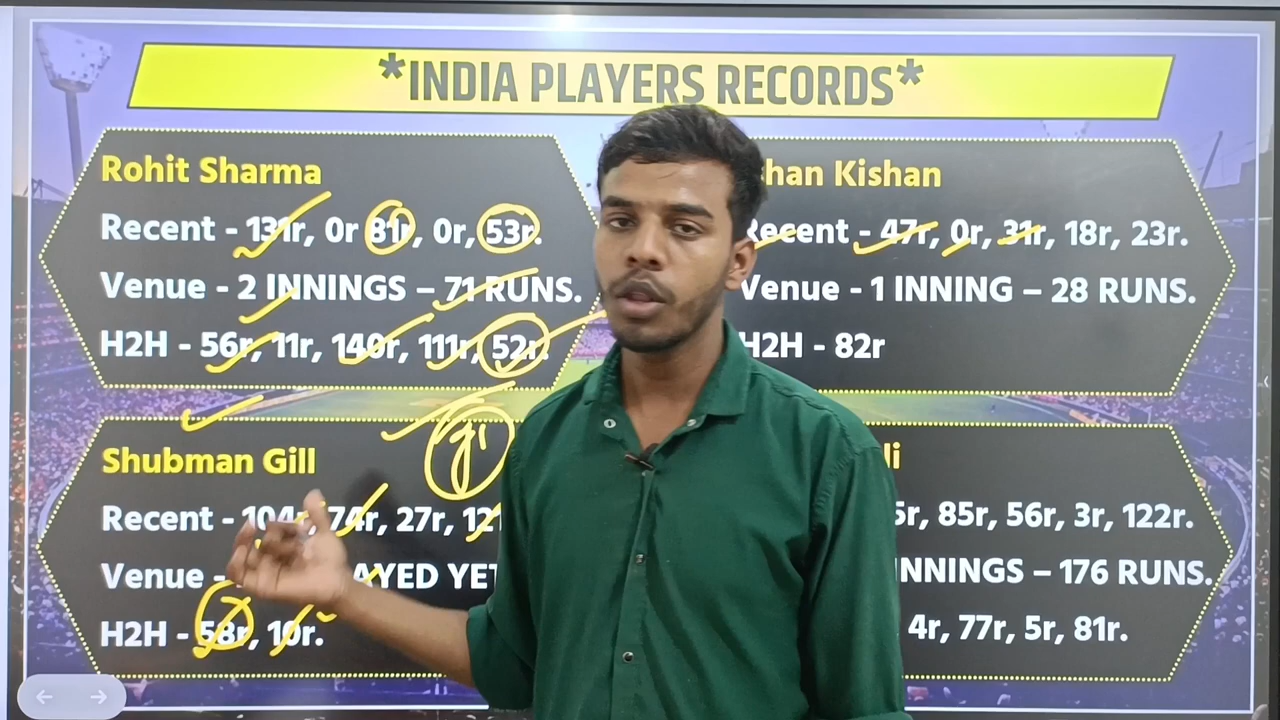 *INDIA PLAYERS RECORDS*
Rohit Sharma
Recent - 131r, 0r 81r, 0r, 53r.
Venue - 2 INNINGS – 71 RUNS.
H2H - 56r, 11r, 140r, 111r, 52r.
shan Kishan
Recent - 47r, 0r, 31r, 18r, 23r.
Venue - 1 INNING – 28 RUNS.
H2H - 82r
Shubman Gill
Recent - 104r, 74r, 27r, 121
Venue - AYED YET
H2H - 58r, 10r.
li
5r, 85r, 56r, 3r, 122r.
INNINGS – 176 RUNS.
4r, 77r, 5r, 81r.